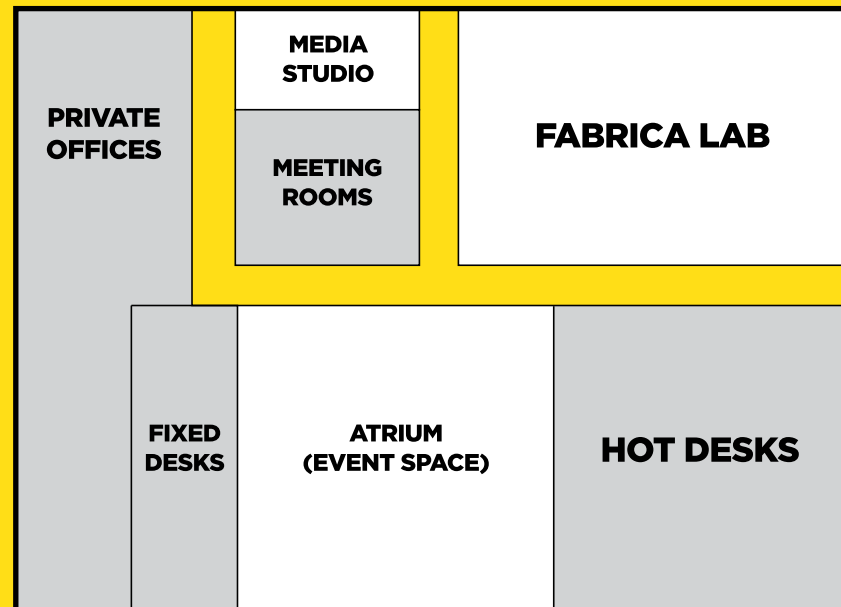 MEDIA
STUDIO
PRIVATE
OFFICES
FABRICA LAB
MEETING
ROOMS
FIXED
DESKS
ATRIUM
(EVENT SPACE)
HOT DESKS